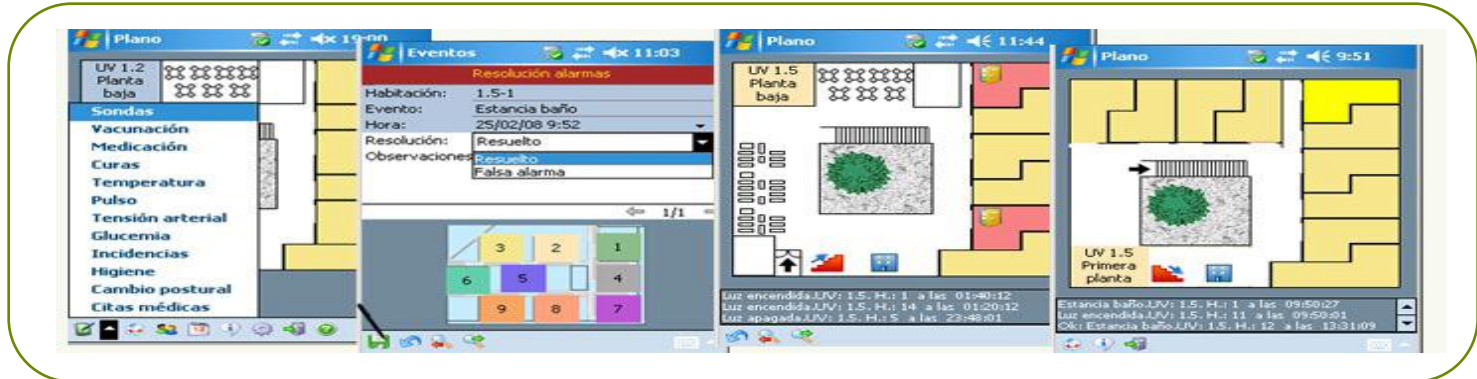 Plano
19:00
UV 1.2
Planta
baja
Sondas
Vacunación
Medicación
Curas
Temperatura
Pulso
Tensión arterial
Glucemia
Incidencias
Higiene
Cambio postural
Citas médicas
Eventos
11:03
Resolución alarmas
Habitación: 1.5-1
Evento: Estancia baño
Hora: 25/02/08 9:52
Resolución: Resuelto
Observaciones
Resuelto
Falsa alarma
1/1
3 2 1
6 5 4
9 8 7
Plano
11:44
UV 1.5
Planta
baja
Luz encendida.UV: 1.5. H.: 1 a las 01:40:12
Luz encendida.UV: 1.5. H.: 14 a las 01:20:12
Luz apagada.UV: 1.5. H.: 5 a las 23:48:01
Plano
9:51
UV 1.5
Primera
planta
Estancia baño.UV: 1.5. H.: 1 a las 09:50:27
Luz encendida.UV: 1.5. H.: 11 a las 09:50:01
Ok: Estancia baño.UV: 1.5. H.: 12 a las 13:31:09